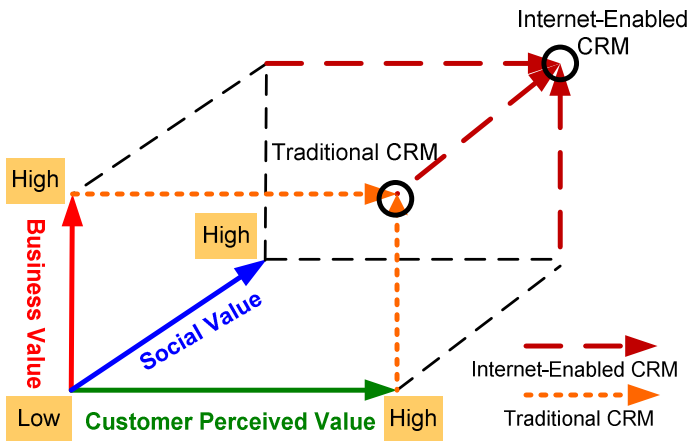 Internet-Enabled
CRM
Traditional CRM
High
High
Business Value
Social Value
Internet-Enabled CRM
Low
Customer Perceived Value
High
Traditional CRM